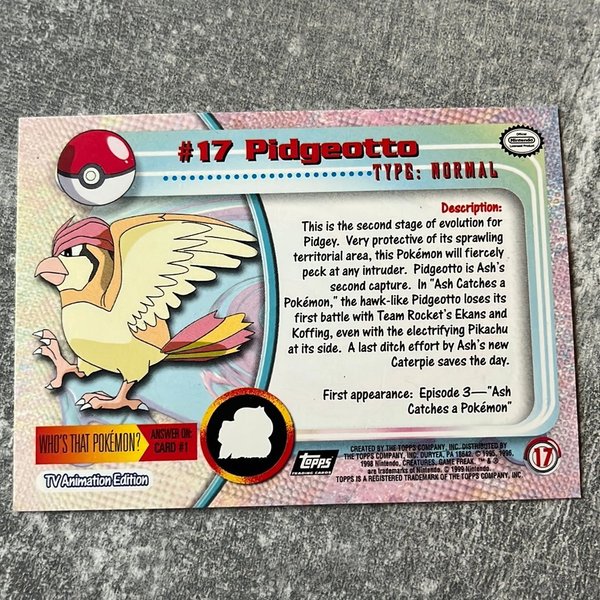 #17 Pidgeotto
TYPE: NORMAL
Official
Nintendo
Licensed Product
Description:
This is the second stage of evolution for
Pidgey. Very protective of its sprawling
territorial area, this Pokémon will fiercely
peck at any intruder. Pidgeotto is Ash's
second capture. In "Ash Catches a
Pokémon," the hawk-like Pidgeotto loses its
first battle with Team Rocket's Ekans and
Koffing, even with the electrifying Pikachu
at its side. A last ditch effort by Ash's new
Caterpie saves the day.
First appearance: Episode 3—"Ash
Catches a Pokémon"
WHO'S THAT POKÉMON?
ANSWER ON:
CARD #1
TV Animation Edition
Topps
TRADING CARDS
CREATED BY THE TOPPS COMPANY, INC. DISTRIBUTED BY
THE TOPPS COMPANY, INC. DURYEA, PA 18642. © 1995, 1996,
1998 Nintendo, CREATURES, GAME FREAK. ™ & ®
are trademarks of Nintendo. © 1999 Nintendo.
TOPPS IS A REGISTERED TRADEMARK OF THE TOPPS COMPANY, INC.
17